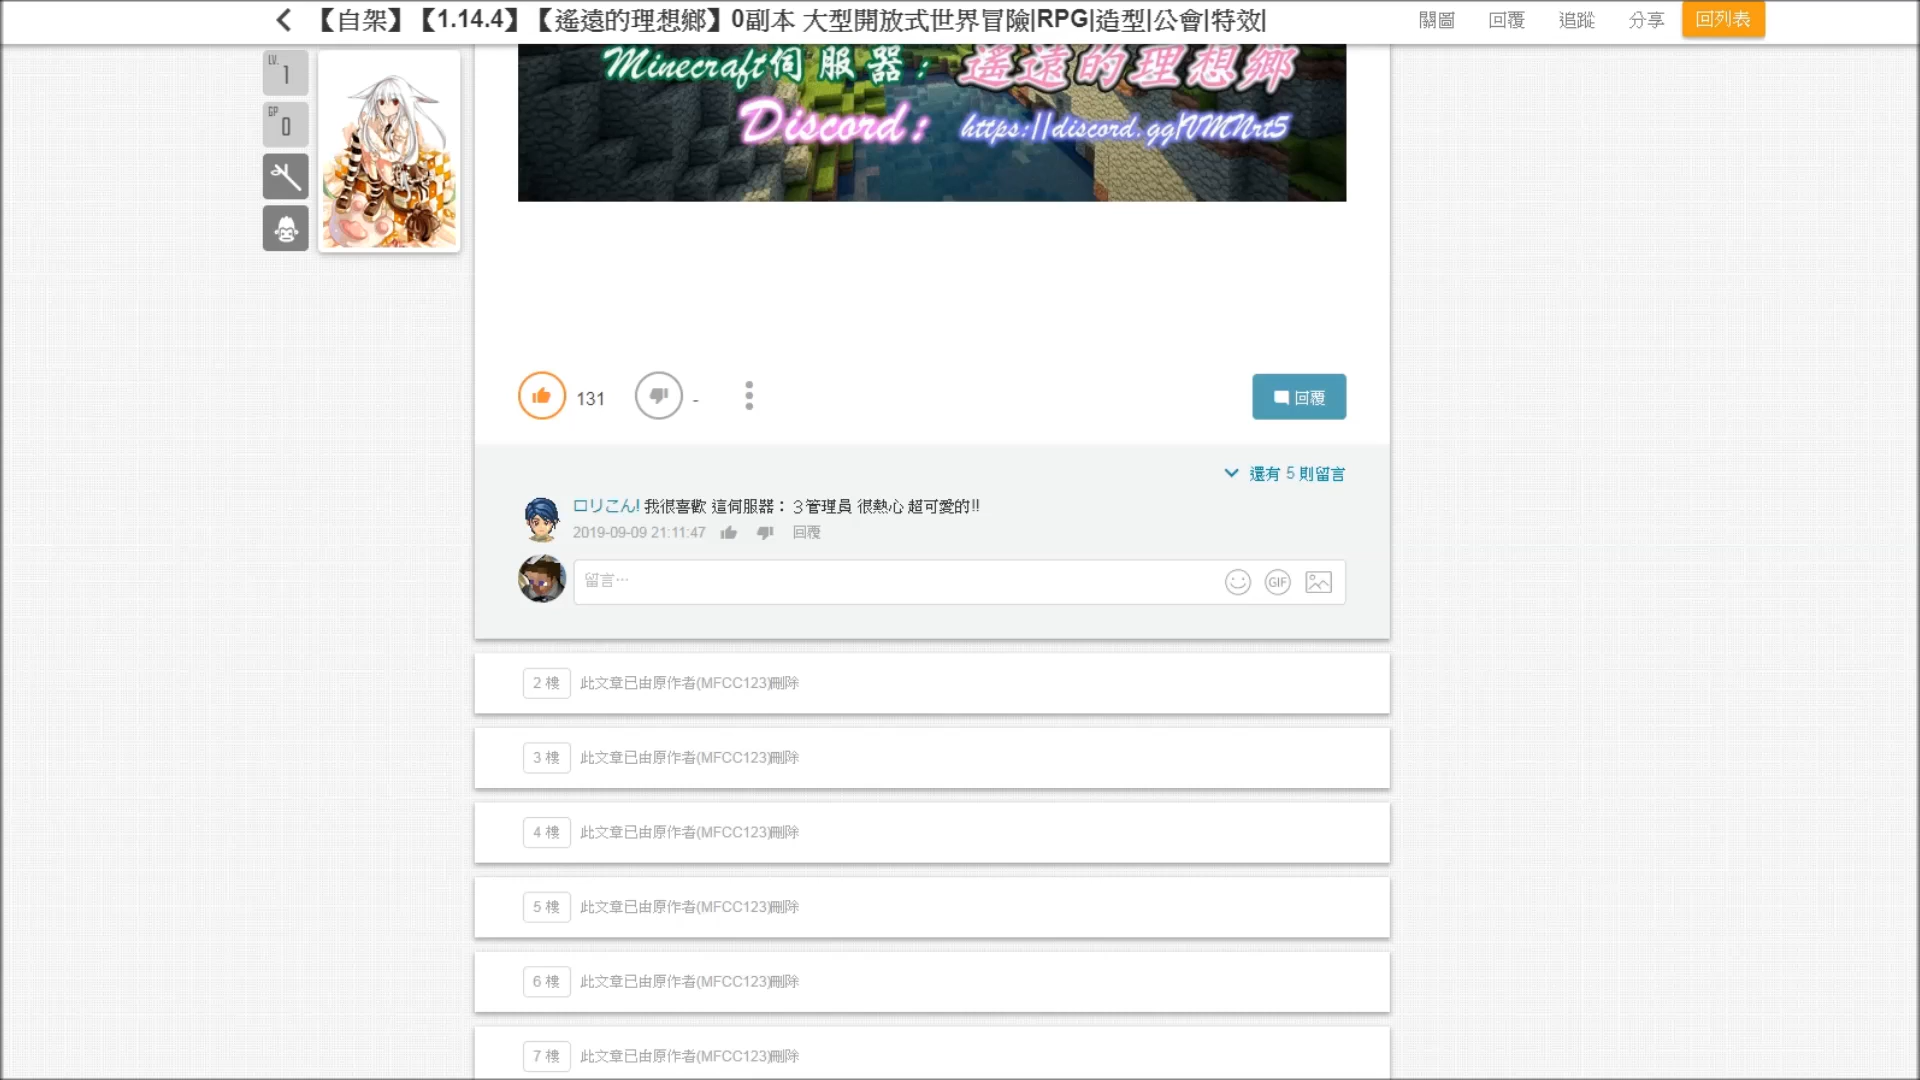 【自架】【1.14.4】【遙遠的理想鄉】0副本 大型開放式世界冒險|RPG|造型|公會|特效|
開圖 回覆 追蹤 分享 回列表
LV. 1
GP 0
Minecraft伺服器：遙遠的理想鄉
Discord：https://discord.gg/VMNrt5
131
-
回覆
還有 5 則留言
ロリこん! 我很喜歡 這伺服器：３管理員 很熱心 超可愛的!!
2019-09-09 21:11:47 回覆
留言…
GIF
2 樓 此文章已由原作者(MFCC123)刪除
3 樓 此文章已由原作者(MFCC123)刪除
4 樓 此文章已由原作者(MFCC123)刪除
5 樓 此文章已由原作者(MFCC123)刪除
6 樓 此文章已由原作者(MFCC123)刪除
7 樓 此文章已由原作者(MFCC123)刪除